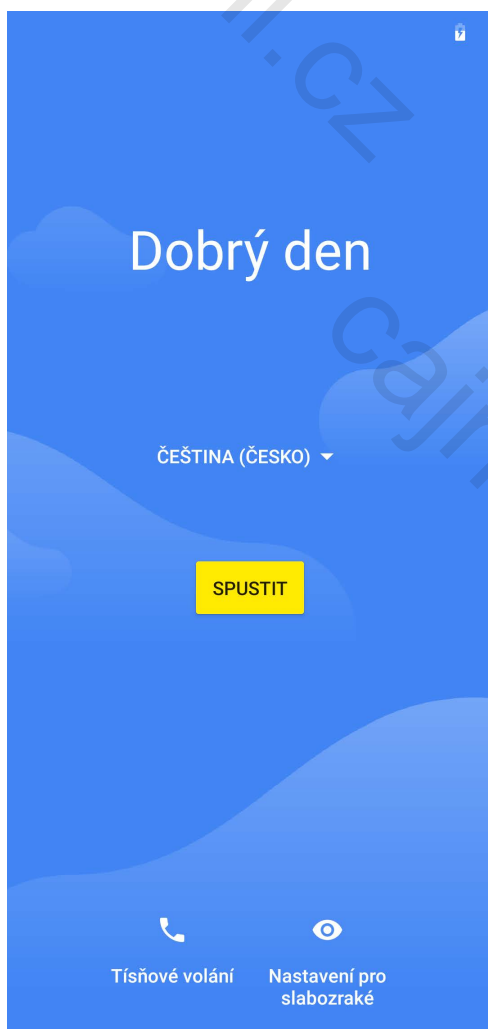 Dobrý den
ČEŠTINA (ČESKO)
SPUSTIT
Tísňové volání
Nastavení pro
slabozraké